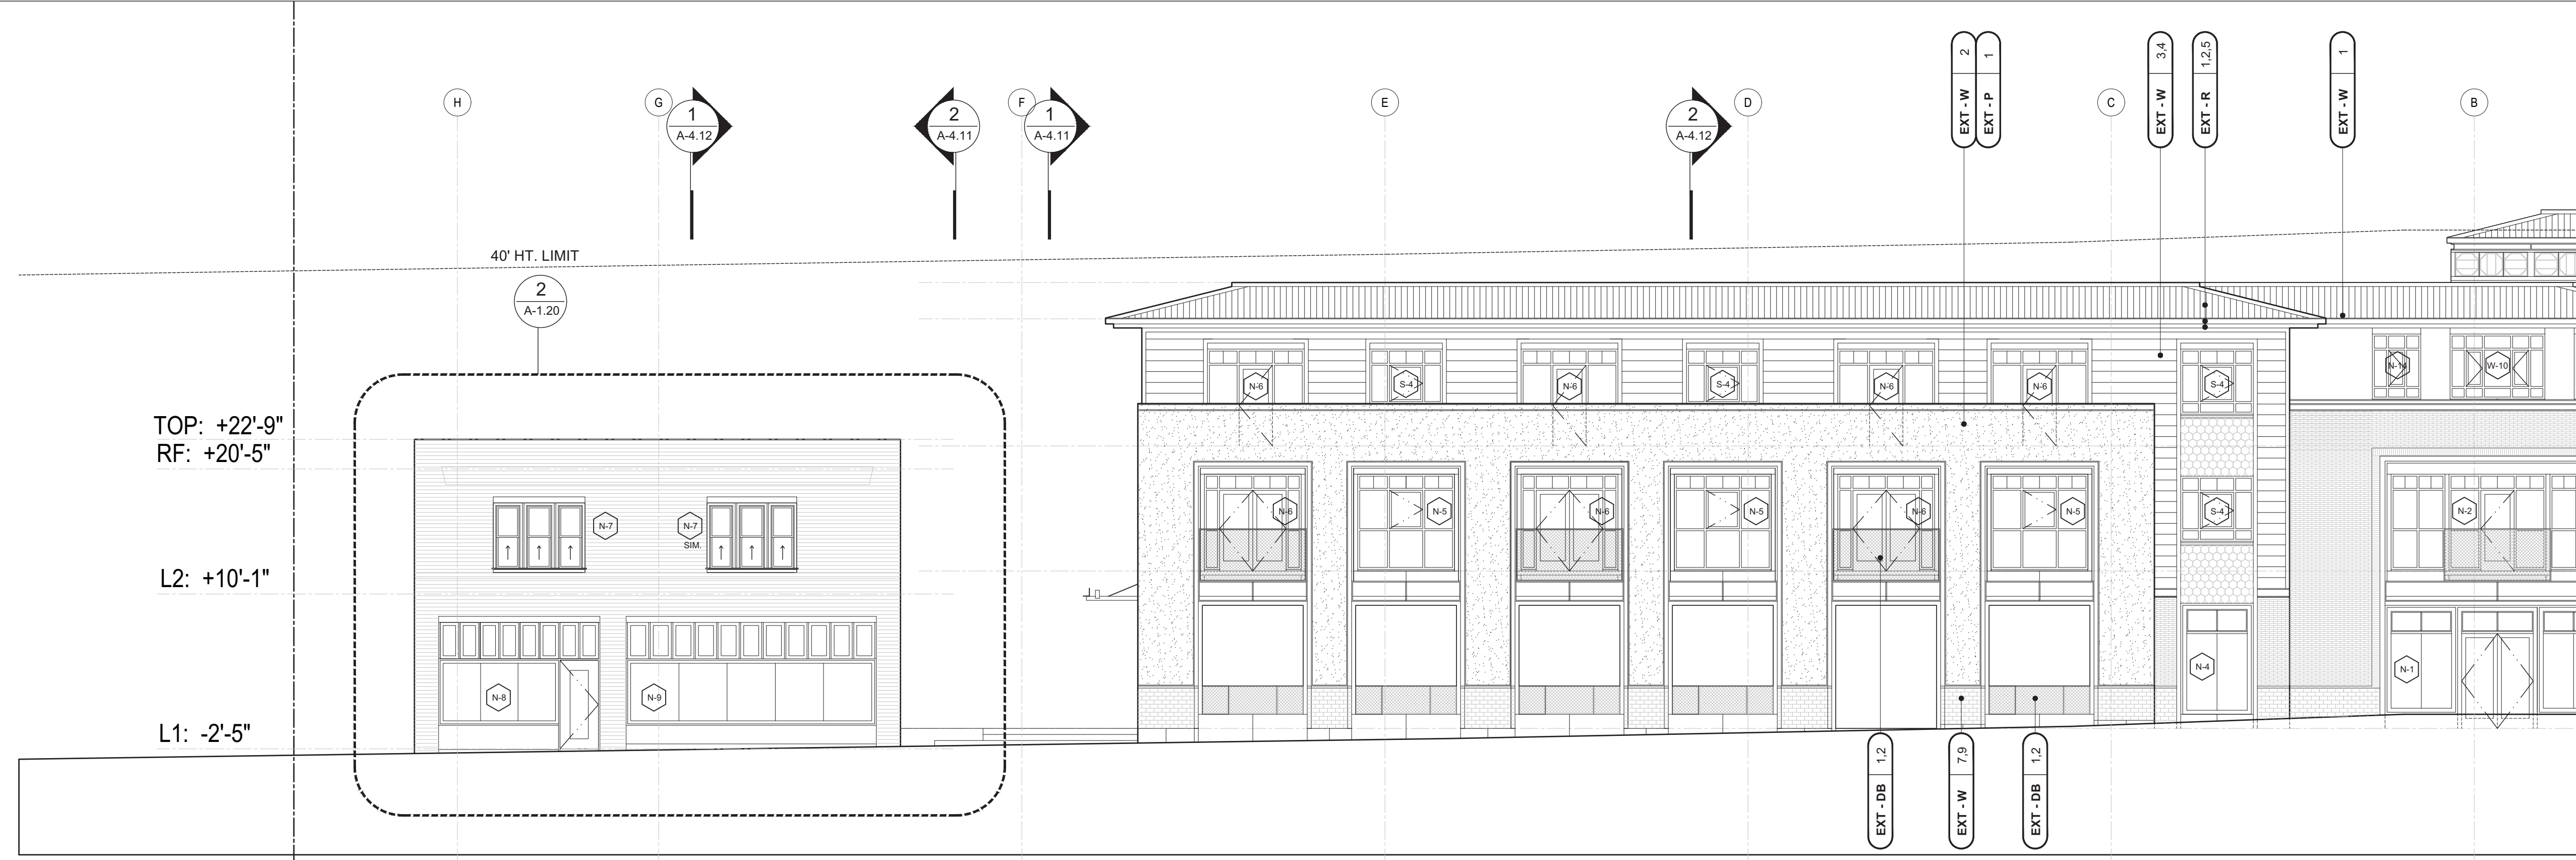 EXT - W 2
EXT - P 1
EXT - W 3,4
EXT - R 1,2,5
EXT - W 1
H
G
1
A-4.12
2
A-4.11
F
1
A-4.11
E
2
A-4.12
D
C
B
40' HT. LIMIT
2
A-1.20
N-6
S-4
N-6
S-4
N-6
N-6
S-4
N-14
W-10
TOP: +22'-9"
RF: +20'-5"
N-7
N-7
SIM.
N-6
N-5
N-6
N-5
N-6
N-5
S-4
N-2
L2: +10'-1"
N-8
N-9
N-4
N-1
L1: -2'-5"
EXT - DB 1,2
EXT - W 7,9
EXT - DB 1,2